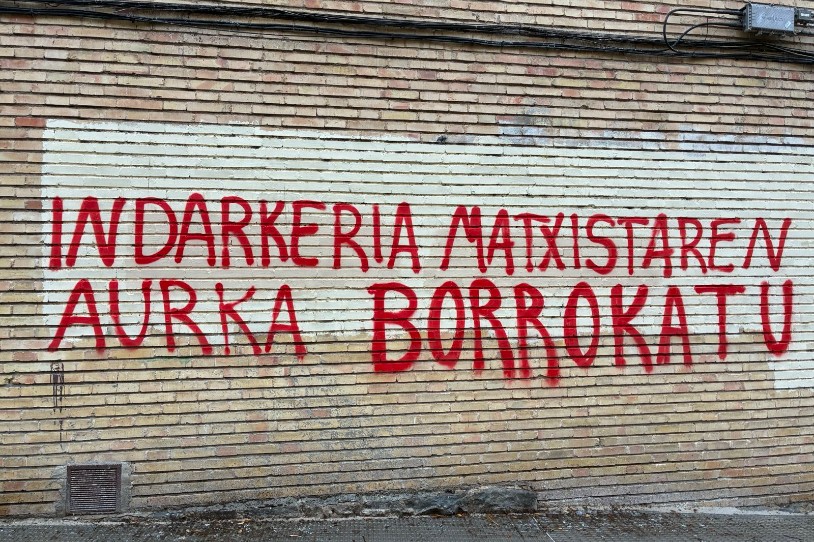 INDARKERIA MATXISTAREN
AURKA BORROKATU